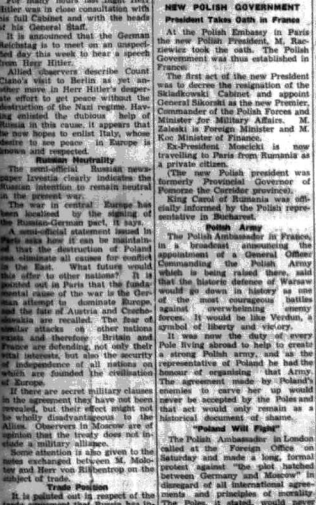 For many hours last night Herr
Hitler was in close consultation with
his full Cabinet and with the heads
of his General Staff.
It is announced that the German
Reichstag is to meet on an unspeci-
fied day this week to hear a speech
from Herr Hitler.
Allied observers describe Count
Ciano's visit to Berlin as yet an-
other move in Herr Hitler's desper-
ate effort to get peace without the
destruction of the Nazi regime. Hav-
ing enlisted the dubious help of
Russia in this cause, it appears that
he now hopes to enlist Italy, whose
desire to see peace in Europe is
known and respected.
Russian Neutrality
The semi-official Russian news-
paper Izvestia clearly indicates the
Russian intention to remain neutral
in the present war.
The war in central Europe has
been localised by the signing of
the Russian-German pact, it says.
A semi-official statement issued in
Paris asks how it can be maintain-
ed that the destruction of Poland
can eliminate all causes for conflict
in the East. What future would
this offer to other nations? It is
pointed out in Paris that the funda-
mental cause of the war is the Ger-
man attempt to dominate Europe,
and the fate of Austria and Czecho-
slovakia are recalled. The fear of
similar attacks on other nations
exists and therefore Britain and
France are defending, not only their
vital interests, but also the security
of independence of all nations on
which are founded the civilisation
of Europe.
If there are secret military clauses
in the agreement they have not been
revealed, but their effect might not
be wholly disadvantageous to the
Allies. Observers in Moscow are of
opinion that the treaty does not in-
clude a military alliance.
Some attention is also given to the
notes exchanged between M. Molo-
tov and Herr von Ribbentrop on the
subject of trade.
Trade Position
It is pointed out in respect of the
NEW POLISH GOVERNMENT
President Takes Oath in France
At the Polish Embassy in Paris
the new Polish President, M. Rac-
ziewicz took the oath. The Polish
Government was thus established in
France.
The first act of the new President
was to decree the resignation of the
Skladkowski Cabinet and appoint
General Sikorski as the new Premier,
Commander of the Polish Forces and
Minister for Military Affairs. M.
Zaleski is Foreign Minister and M.
Koc Minister of Finance.
Ex-President Moscicki is now
travelling to Paris from Rumania as
a private citizen.
(The new Polish president was
formerly Provincial Governor of
Pomorze the Corridor province).
King Carol of Rumania was offi-
cially informed by the Polish repre-
sentative in Bucharest.
Polish Army
The Polish Ambassador in France,
in a broadcast announcing the
appointment of a General Officer
Commanding the Polish Army
which is being raised there, said
that the historic defence of Warsaw
would go down in history as one
of the most courageous battles
against overwhelming enemy
forces. It would be like Verdun, a
symbol of liberty and victory.
It was now the duty of every
Pole living abroad to help to create
a strong Polish army, and as the
representative of Poland he had the
honour of organising that Army.
The agreement made by Poland's
enemies to carve her up would
never be accepted by the Poles and
that act would only remain as a
historical document of shame.
"Poland Will Fight"
The Polish Ambassador in London
called at the Foreign Office on
Saturday and made a long, formal
protest against "the plot hatched
between Germany and Moscow" in
disregard of all international agree-
ments and principles of morality
The Poles, it stated, would never